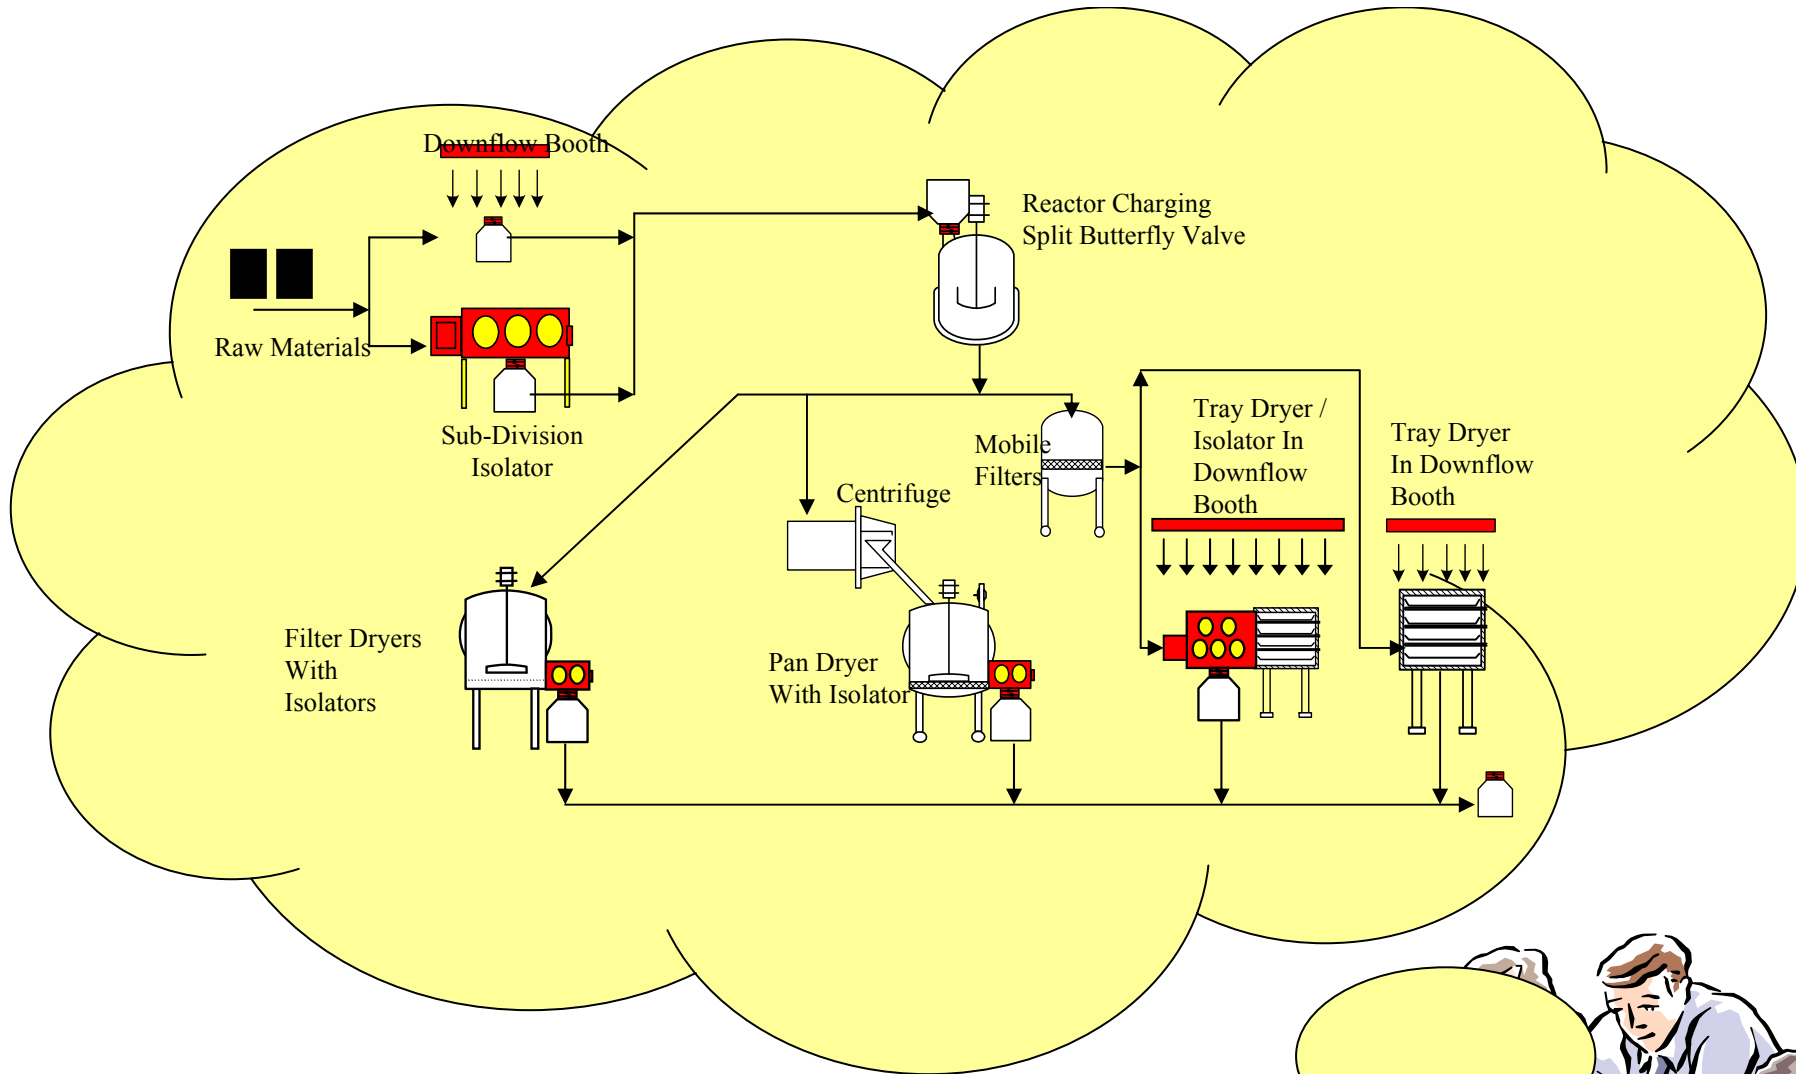 Downflow Booth
Reactor Charging
Split Butterfly Valve
Raw Materials
Sub-Division
Isolator
Mobile
Filters
Tray Dryer /
Isolator In
Downflow
Booth
Tray Dryer
In Downflow
Booth
Centrifuge
Filter Dryers
With
Isolators
Pan Dryer
With Isolator